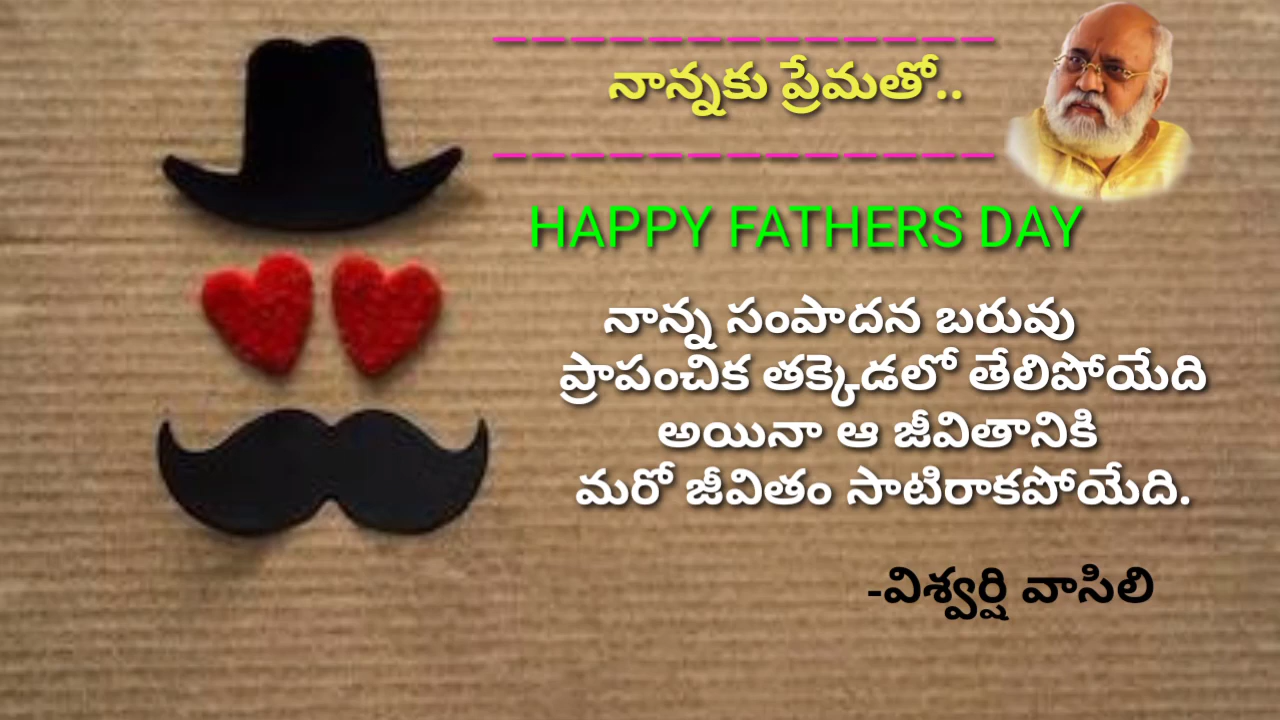 నాన్నకు ప్రేమతో..
HAPPY FATHERS DAY
నాన్న సంపాదన బరువు
ప్రాపంచిక తక్కెడలో తేలిపోయేది
అయినా ఆ జీవితానికి
మరో జీవితం సాటిరాకపోయేది.
-విశ్వర్షి వాసిలి